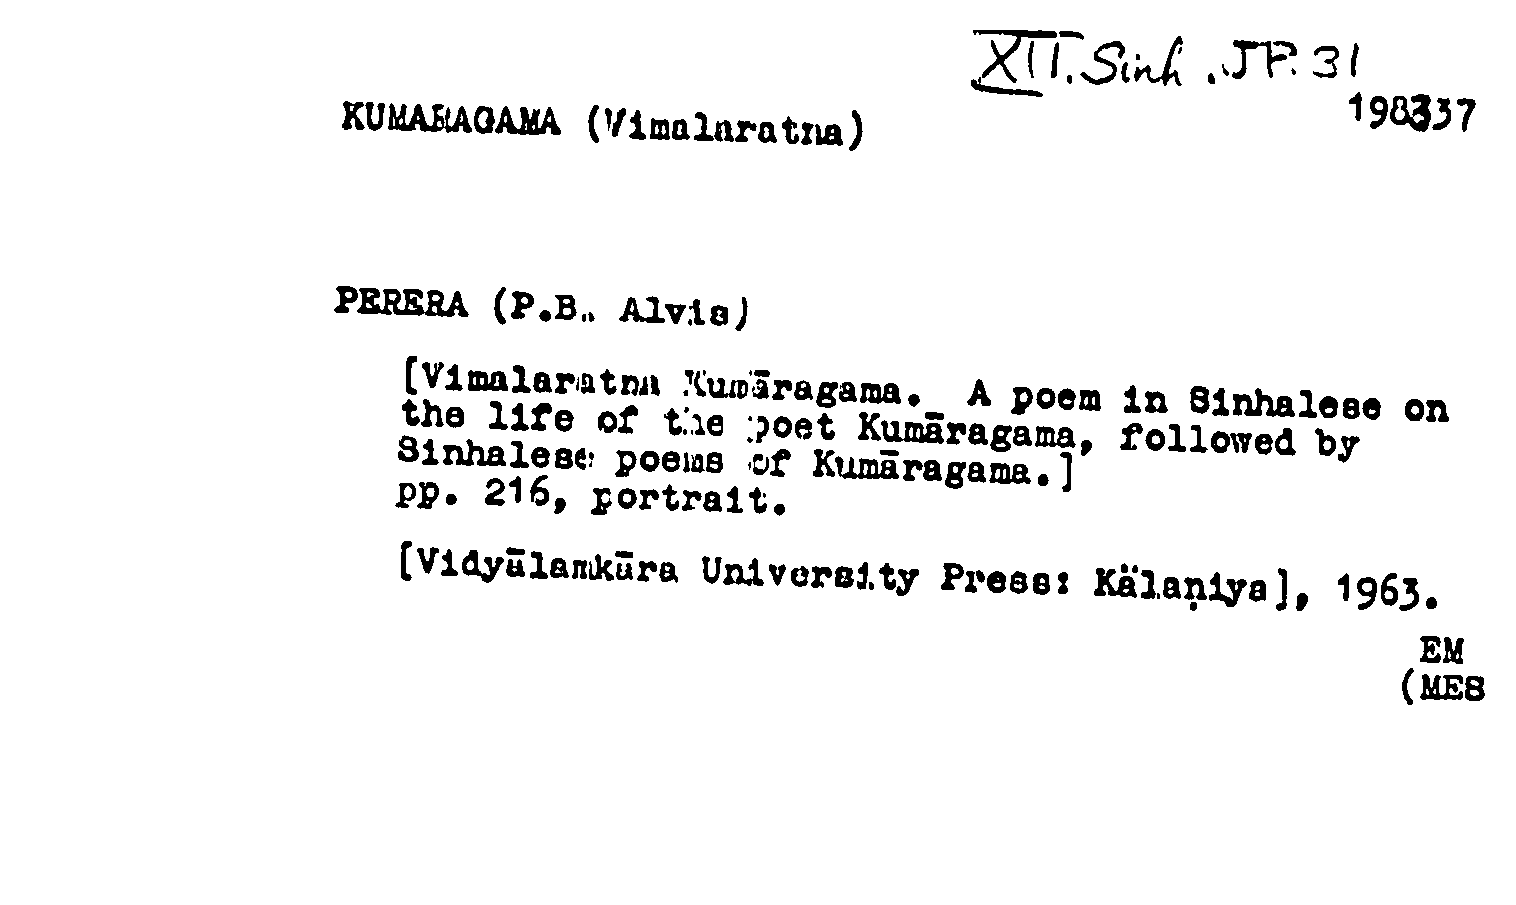 XII. Sinh. JP. 31
KUMARAGAMA (Vimalaratna)
PERERA (P.B. Alvis)
[Vimalaratna Kumāragama. A poem in Sinhalese on
the life of the poet Kumāragama, followed by
Sinhalese poems of Kumāragama.]
pp. 216, portrait.
[Vidyālamkāra University Press: Kälaṇiya], 1963.
EM
(MES